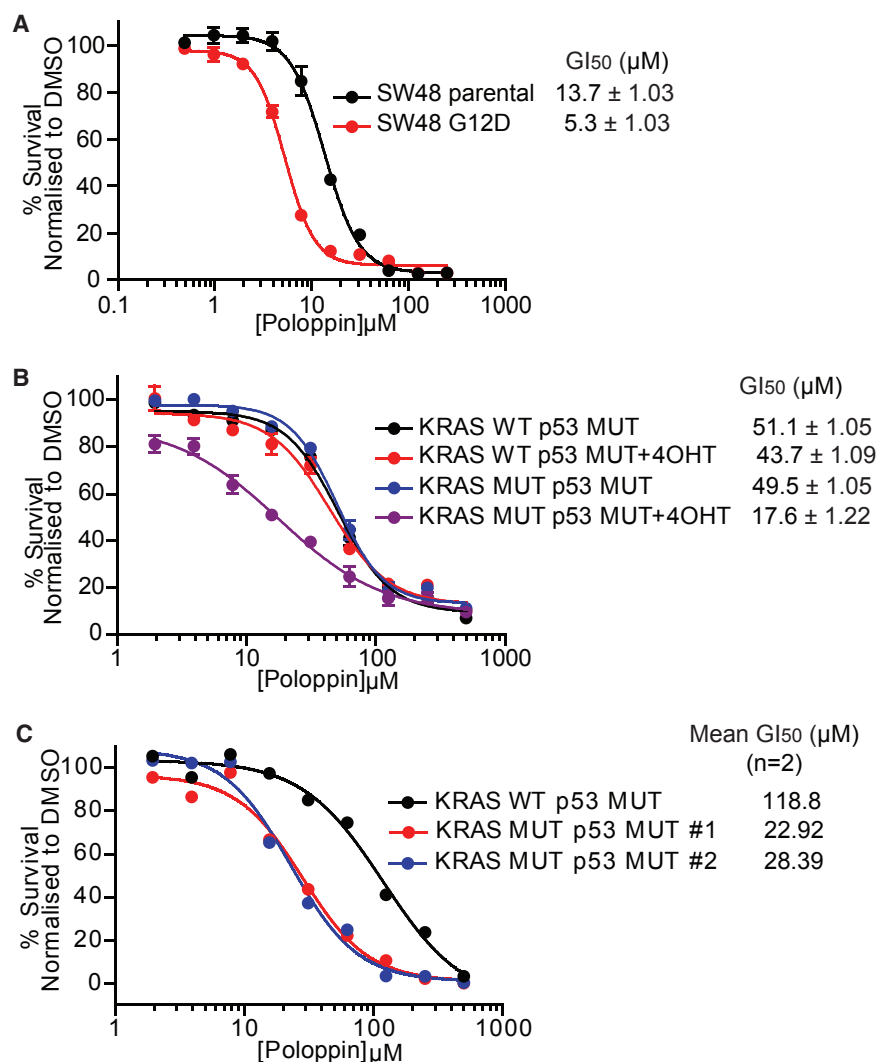 A
% Survival
Normalised to DMSO
100
80
60
40
20
0
0.1
1
10
100
1000
[Poloppin]µM
GI50 (µM)
SW48 parental 13.7 ± 1.03
SW48 G12D 5.3 ± 1.03
B
% Survival
Normalised to DMSO
100
80
60
40
20
0
1
10
100
1000
[Poloppin]µM
GI50 (µM)
KRAS WT p53 MUT 51.1 ± 1.05
KRAS WT p53 MUT+4OHT 43.7 ± 1.09
KRAS MUT p53 MUT 49.5 ± 1.05
KRAS MUT p53 MUT+4OHT 17.6 ± 1.22
C
% Survival
Normalised to DMSO
100
80
60
40
20
0
1
10
100
1000
[Poloppin]µM
Mean GI50 (µM)
(n=2)
KRAS WT p53 MUT 118.8
KRAS MUT p53 MUT #1 22.92
KRAS MUT p53 MUT #2 28.39